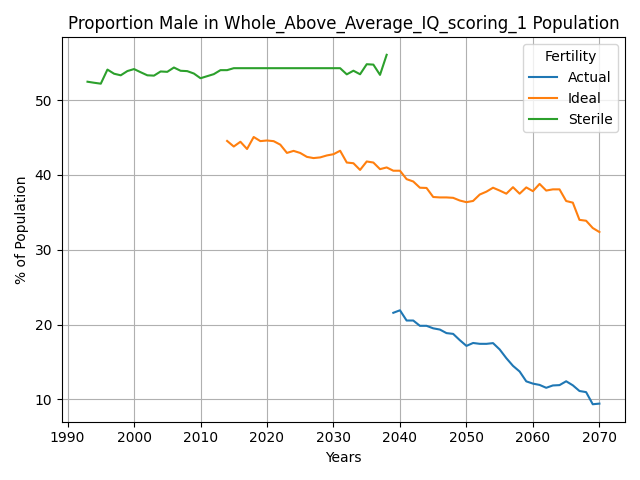 Proportion Male in Whole_Above_Average_IQ_scoring_1 Population
Fertility
Actual
Ideal
Sterile
% of Population
50
40
30
20
10
1990 2000 2010 2020 2030 2040 2050 2060 2070
Years